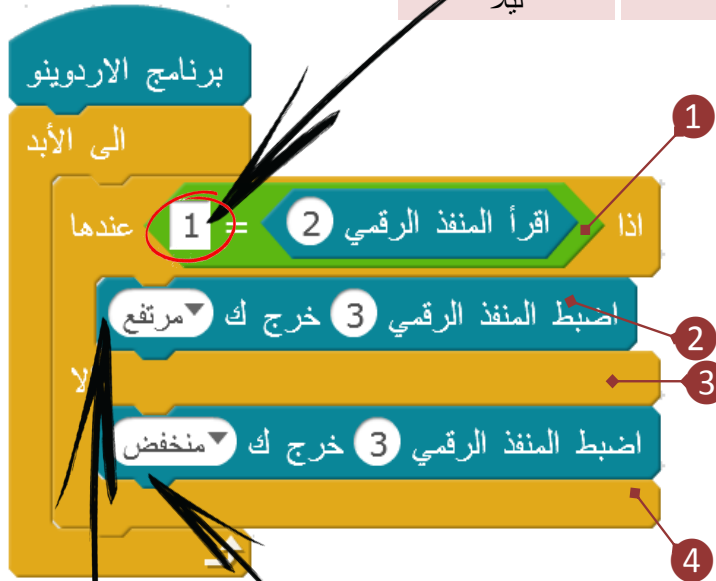 ليلا
برنامج الاردوينو
الى الأبد
1
اذا اقرأ المنفذ الرقمي 2 = 1 عندها
اضبط المنفذ الرقمي 3 خرج ك مرتفع
2
3
اضبط المنفذ الرقمي 3 خرج ك منخفض
4